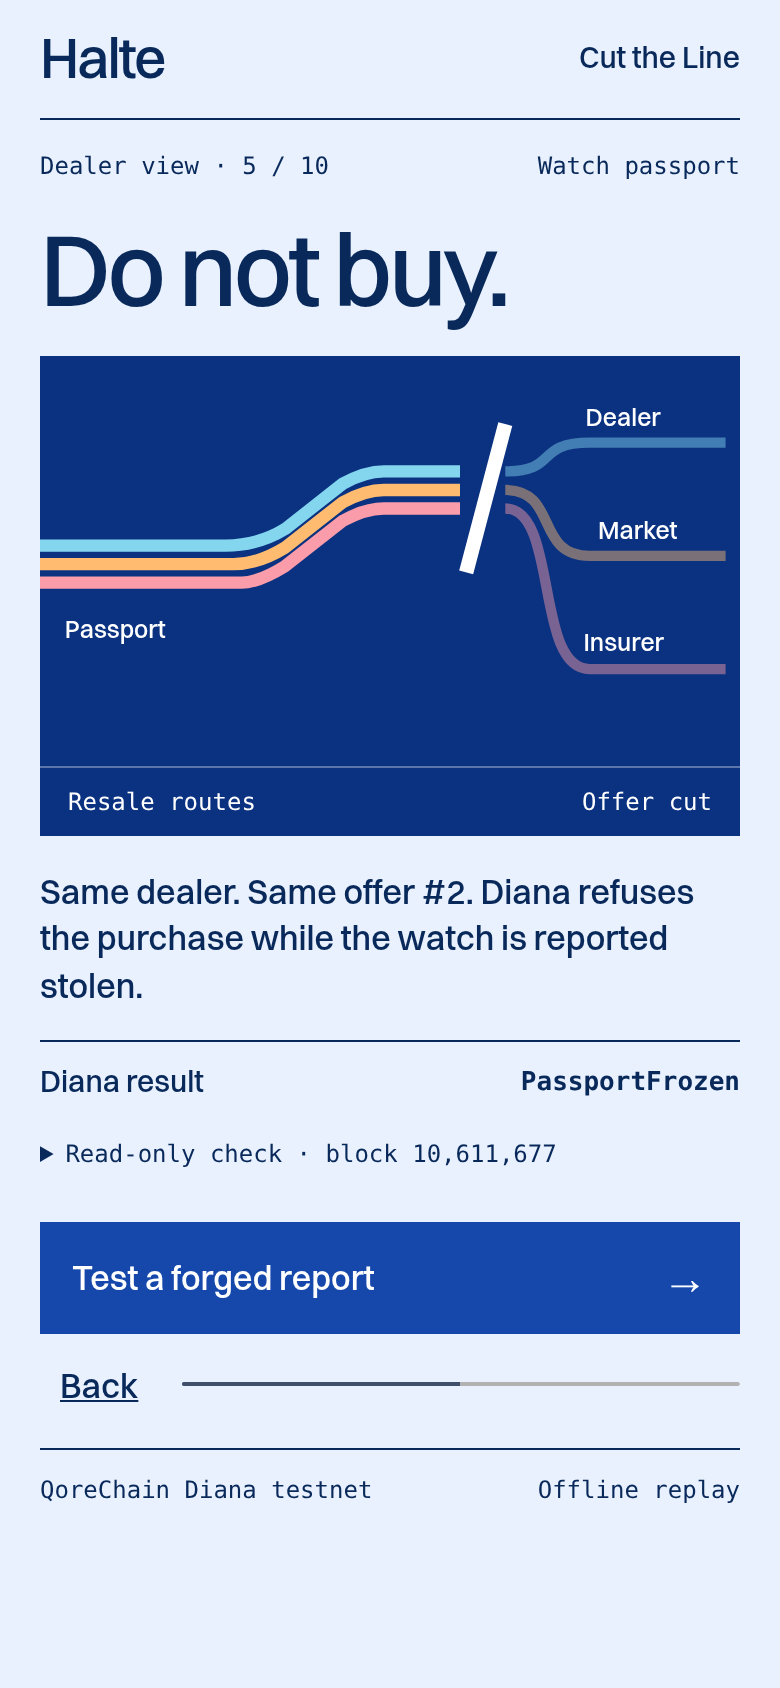 Halte
Cut the Line
Dealer view · 5 / 10
Watch passport
Do not buy.
Dealer
Market
Insurer
Passport
Resale routes
Offer cut
Same dealer. Same offer #2. Diana refuses
the purchase while the watch is reported
stolen.
Diana result
PassportFrozen
▶ Read-only check · block 10,611,677
Test a forged report →
Back
QoreChain Diana testnet
Offline replay